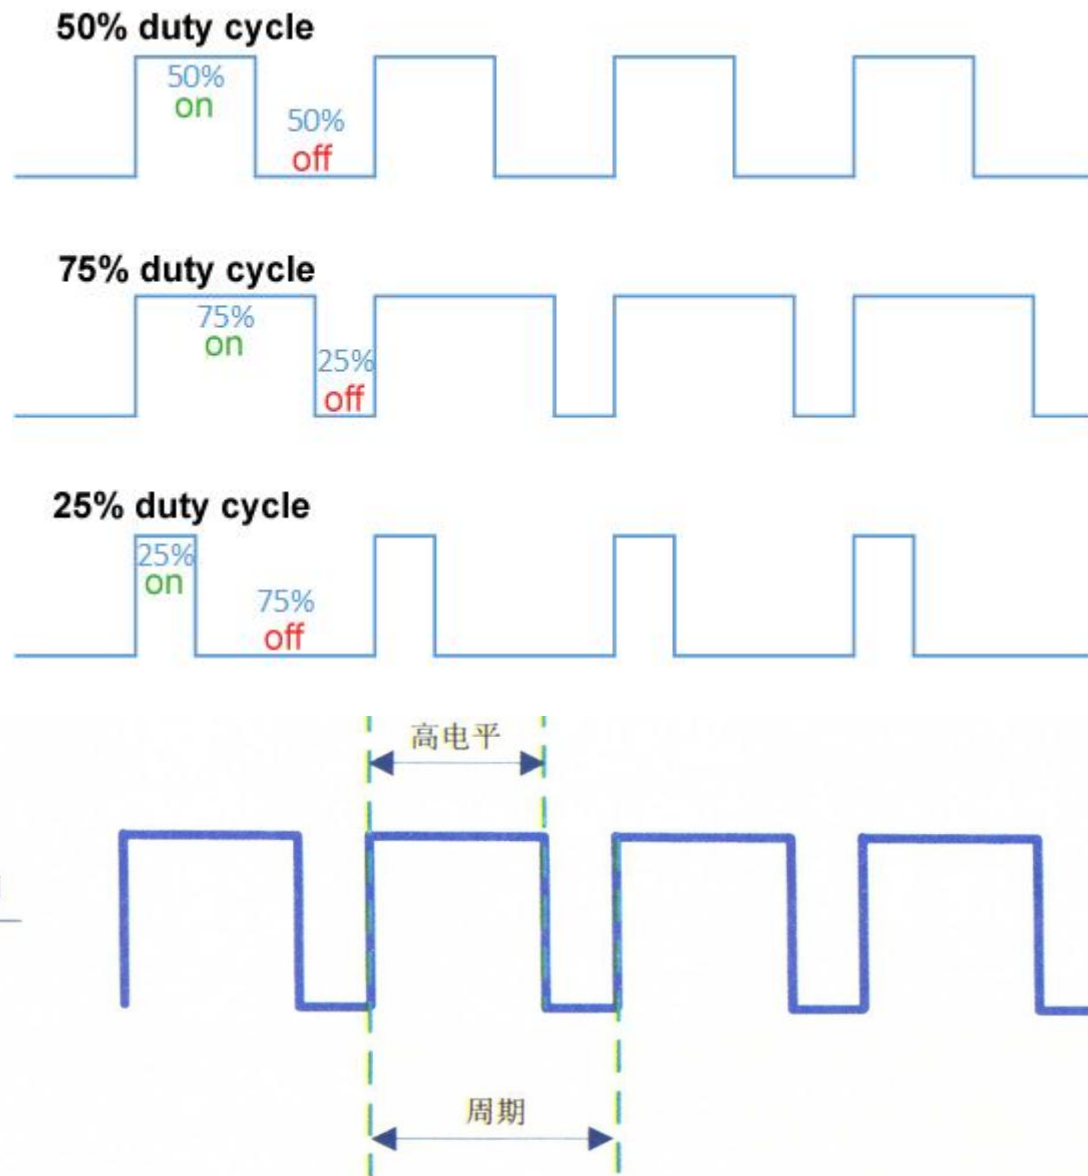 50% duty cycle
50%
on
50%
off
75% duty cycle
75%
on
25%
off
25% duty cycle
25%
on
75%
off
高电平
周期